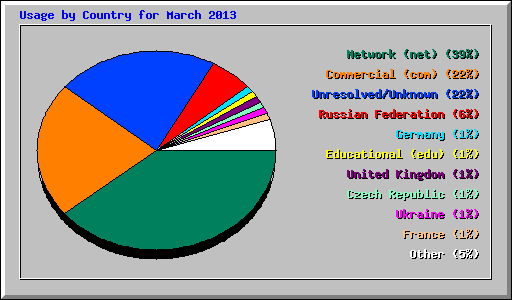 Usage by Country for March 2013
Network (net) (39%)
Commercial (com) (22%)
Unresolved/Unknown (22%)
Russian Federation (6%)
Germany (1%)
Educational (edu) (1%)
United Kingdom (1%)
Czech Republic (1%)
Ukraine (1%)
France (1%)
Other (5%)